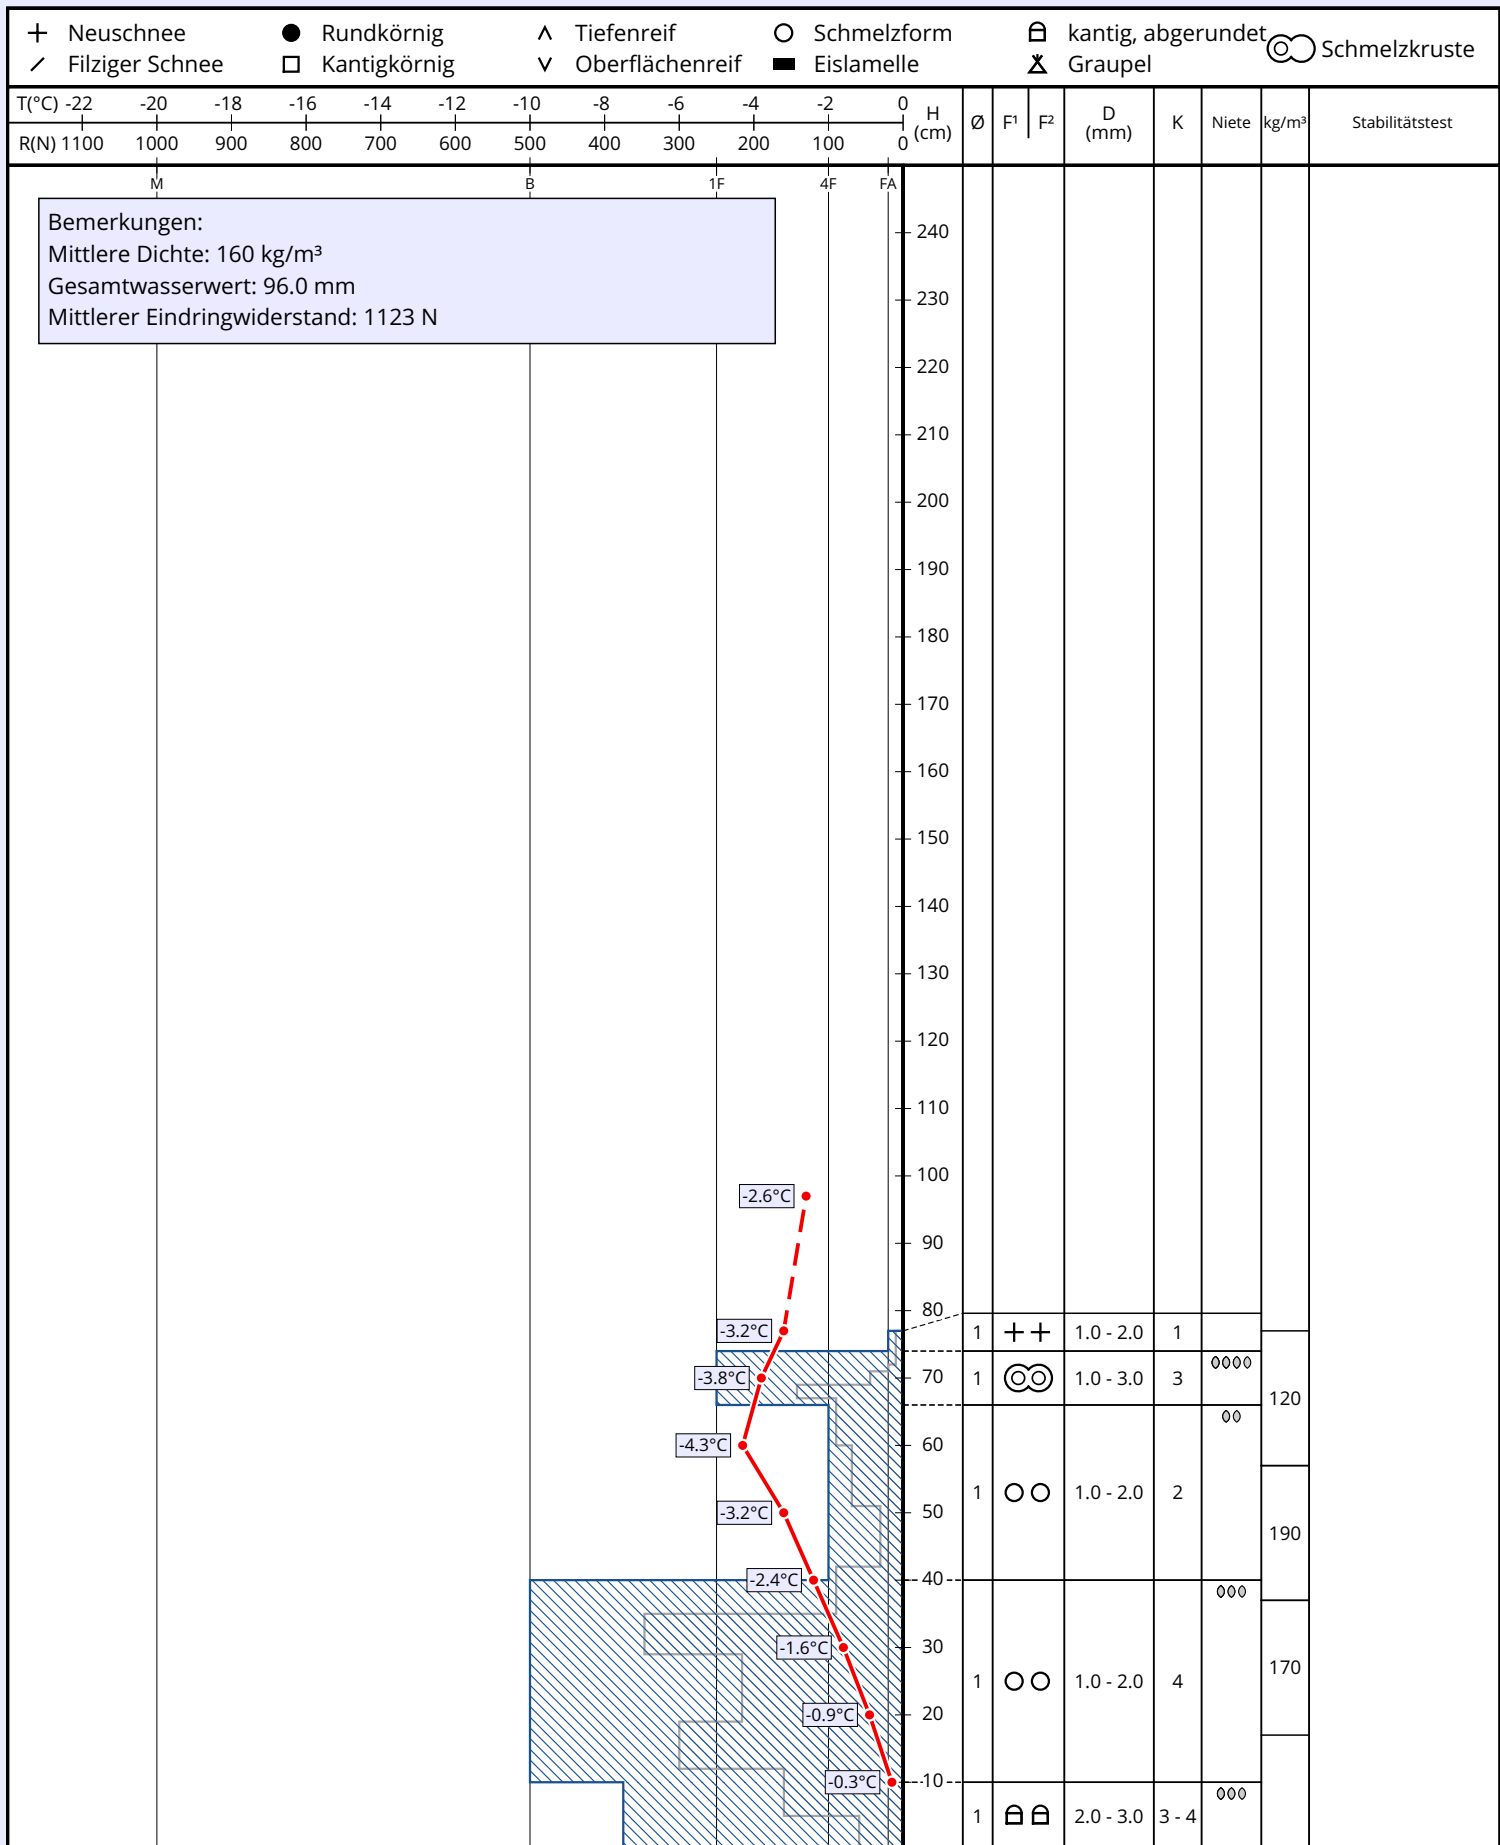 Neuschnee Rundkörnig Tiefenreif Schmelzform kantig, abgerundet Schmelzkruste
Filziger Schnee Kantigkörnig Oberflächenreif Eislamelle Graupel
T(°C) -22 -20 -18 -16 -14 -12 -10 -8 -6 -4 -2 0
R(N) 1100 1000 900 800 700 600 500 400 300 200 100 0
H (cm) Ø F¹ F² D (mm) K Niete kg/m³ Stabilitätstest
M B 1F 4F FA
Bemerkungen:
Mittlere Dichte: 160 kg/m³
Gesamtwasserwert: 96.0 mm
Mittlerer Eindringwiderstand: 1123 N
240
230
220
210
200
190
180
170
160
150
140
130
120
110
100
-2.6°C
90
80
-3.2°C 1 1.0 - 2.0 1
-3.8°C 70 1 1.0 - 3.0 3
120
-4.3°C 60
1 1.0 - 2.0 2
-3.2°C 50
190
-2.4°C 40
-1.6°C 30
170
1 1.0 - 2.0 4
-0.9°C 20
-0.3°C 10
1 2.0 - 3.0 3 - 4